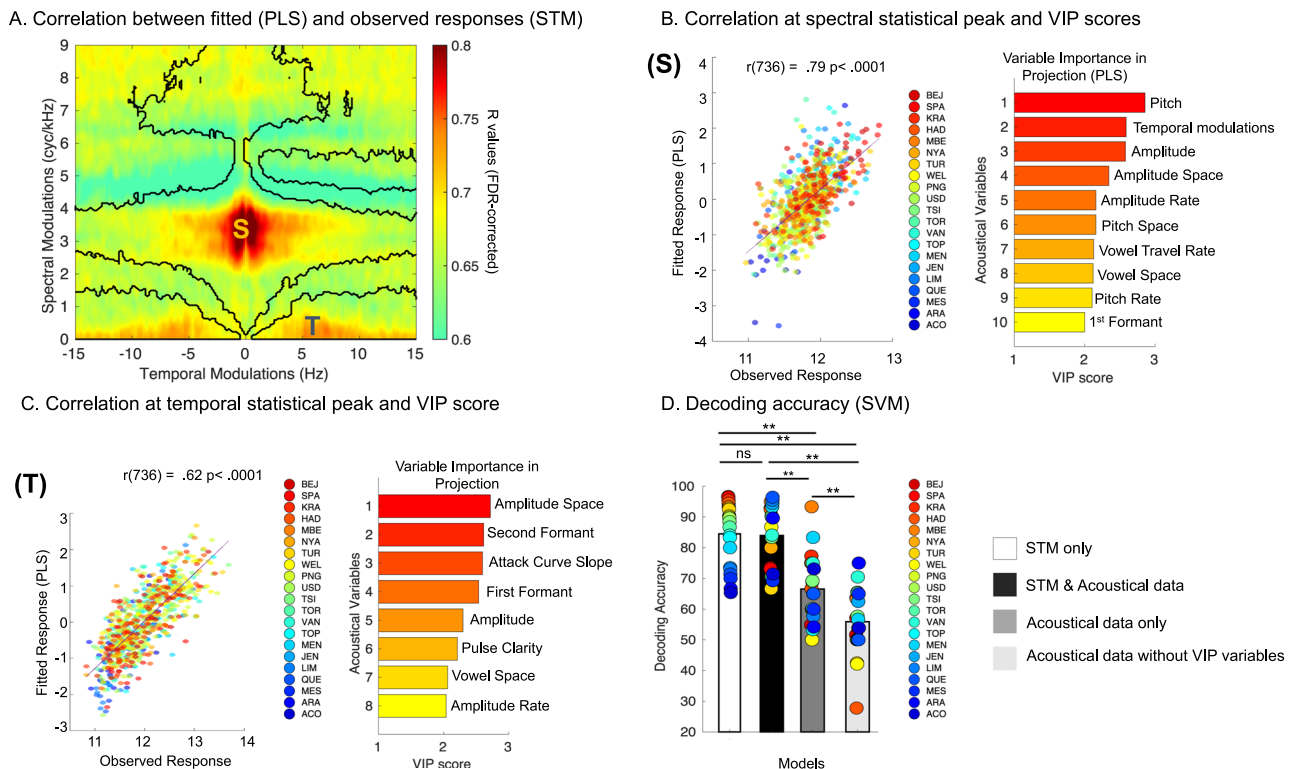 A. Correlation between fitted (PLS) and observed responses (STM)
9
8
7
6
5
4
3
2
1
0
Spectral Modulations (cyc/kHz)
S
T
-15
-10
-5
0
5
10
15
Temporal Modulations (Hz)
0.8
0.75
0.7
0.65
0.6
R values (FDR-corrected)
B. Correlation at spectral statistical peak and VIP scores
(S)
r(736) = .79 p< .0001
4
3
2
1
0
-1
-2
-3
-4
Fitted Response (PLS)
11
12
13
Observed Response
BEJ
SPA
KRA
HAD
MBE
NYA
TUR
WEL
PNG
USD
TSI
TOR
VAN
TOP
MEN
JEN
LIM
QUE
MES
ARA
ACO
Variable Importance in
Projection (PLS)
Acoustical Variables
1 Pitch
2 Temporal modulations
3 Amplitude
4 Amplitude Space
5 Amplitude Rate
6 Pitch Space
7 Vowel Travel Rate
8 Vowel Space
9 Pitch Rate
10 1st Formant
1
2
3
VIP score
C. Correlation at temporal statistical peak and VIP score
(T)
r(736) = .62 p< .0001
3
2
1
0
-1
-2
-3
Fitted Response (PLS)
11
12
13
14
Observed Response
BEJ
SPA
KRA
HAD
MBE
NYA
TUR
WEL
PNG
USD
TSI
TOR
VAN
TOP
MEN
JEN
LIM
QUE
MES
ARA
ACO
Variable Importance in
Projection
Acoustical Variables
1 Amplitude Space
2 Second Formant
3 Attack Curve Slope
4 First Formant
5 Amplitude
6 Pulse Clarity
7 Vowel Space
8 Amplitude Rate
1
2
3
VIP score
D. Decoding accuracy (SVM)
**
**
ns
**
**
**
100
90
80
70
60
50
40
30
20
Decoding Accuracy
Models
BEJ
SPA
KRA
HAD
MBE
NYA
TUR
WEL
PNG
USD
TSI
TOR
VAN
TOP
MEN
JEN
LIM
QUE
MES
ARA
ACO
STM only
STM & Acoustical data
Acoustical data only
Acoustical data without VIP variables